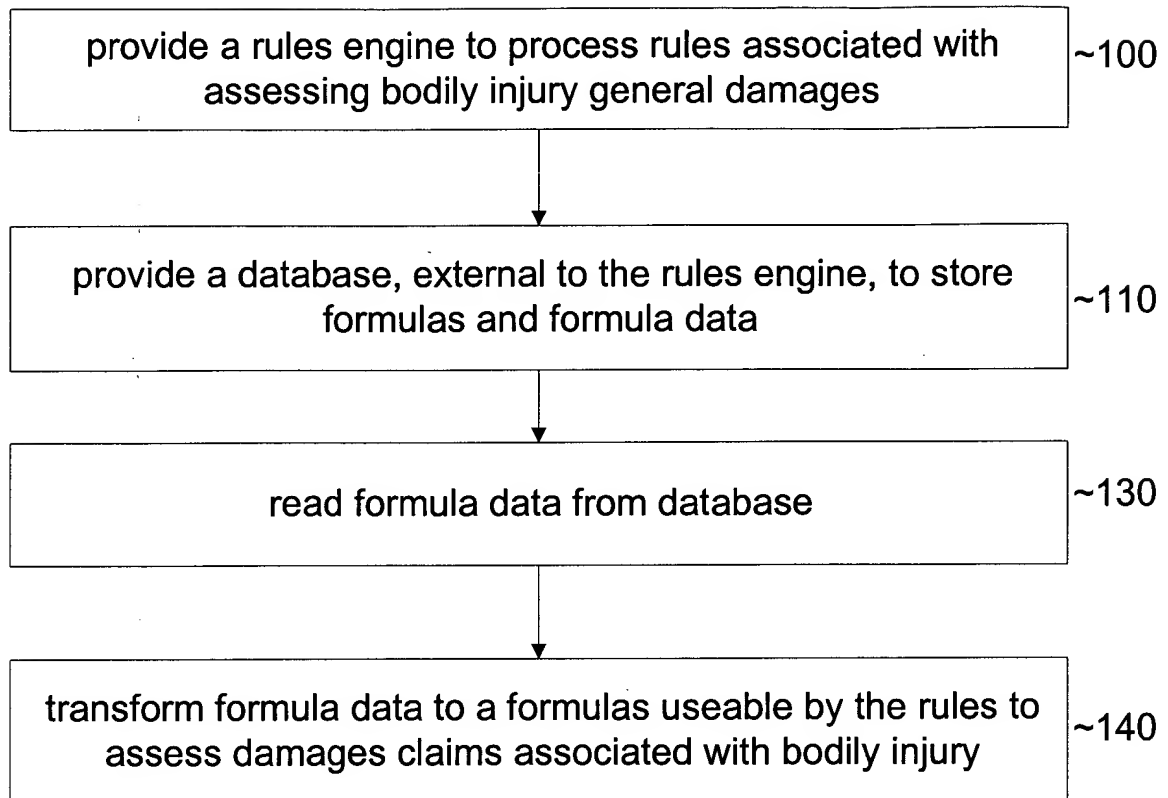 provide a rules engine to process rules associated with
assessing bodily injury general damages
~100
provide a database, external to the rules engine, to store
formulas and formula data
~110
read formula data from database
~130
transform formula data to a formulas useable by the rules to
assess damages claims associated with bodily injury
~140